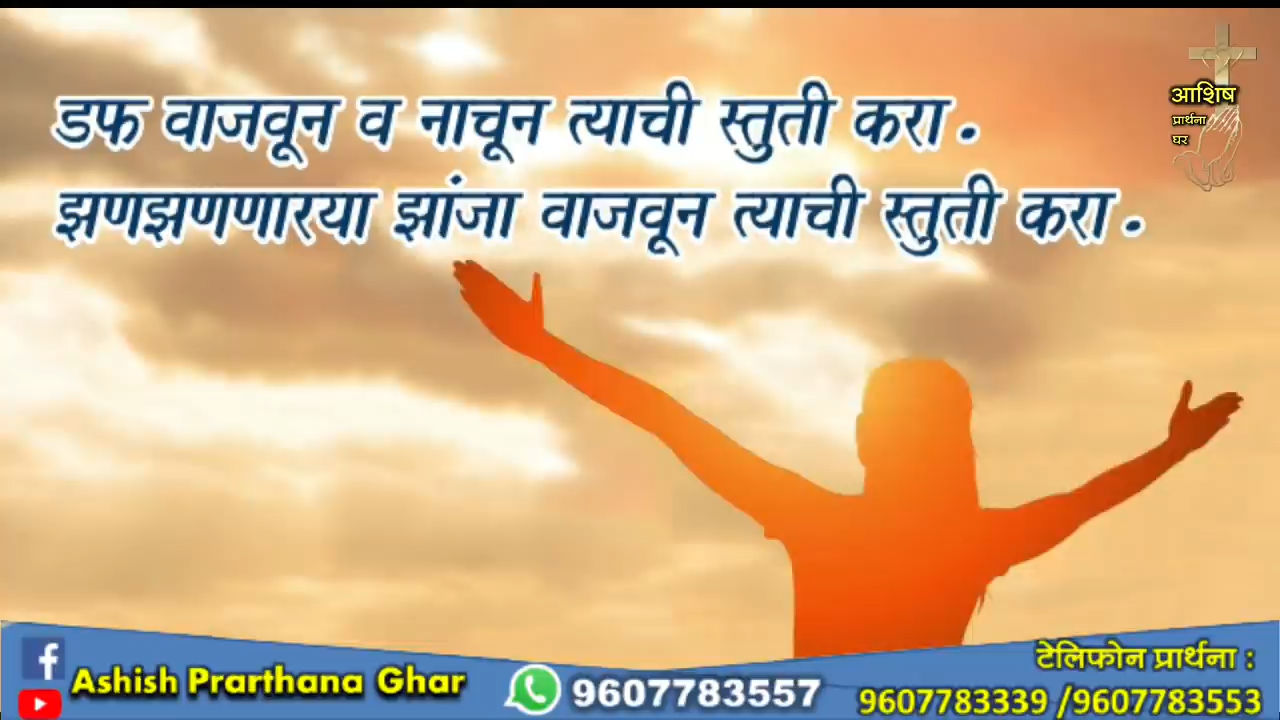 डफ वाजवून व नाचून त्याची स्तुती करा.
झणझणणारया झांजा वाजवून त्याची स्तुती करा.
आशिष
प्रार्थना
घर
Ashish Prarthana Ghar
9607783557
टेलिफोन प्रार्थना :
9607783339 /9607783553